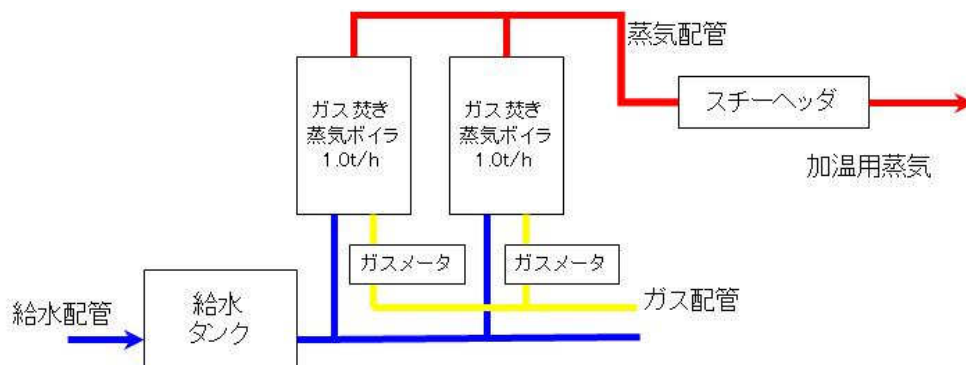 蒸気配管
ガス焚き
蒸気ボイラ
1.0t/h
ガス焚き
蒸気ボイラ
1.0t/h
スチーヘッダ
加温用蒸気
ガスメータ
ガスメータ
給水配管
給水
タンク
ガス配管